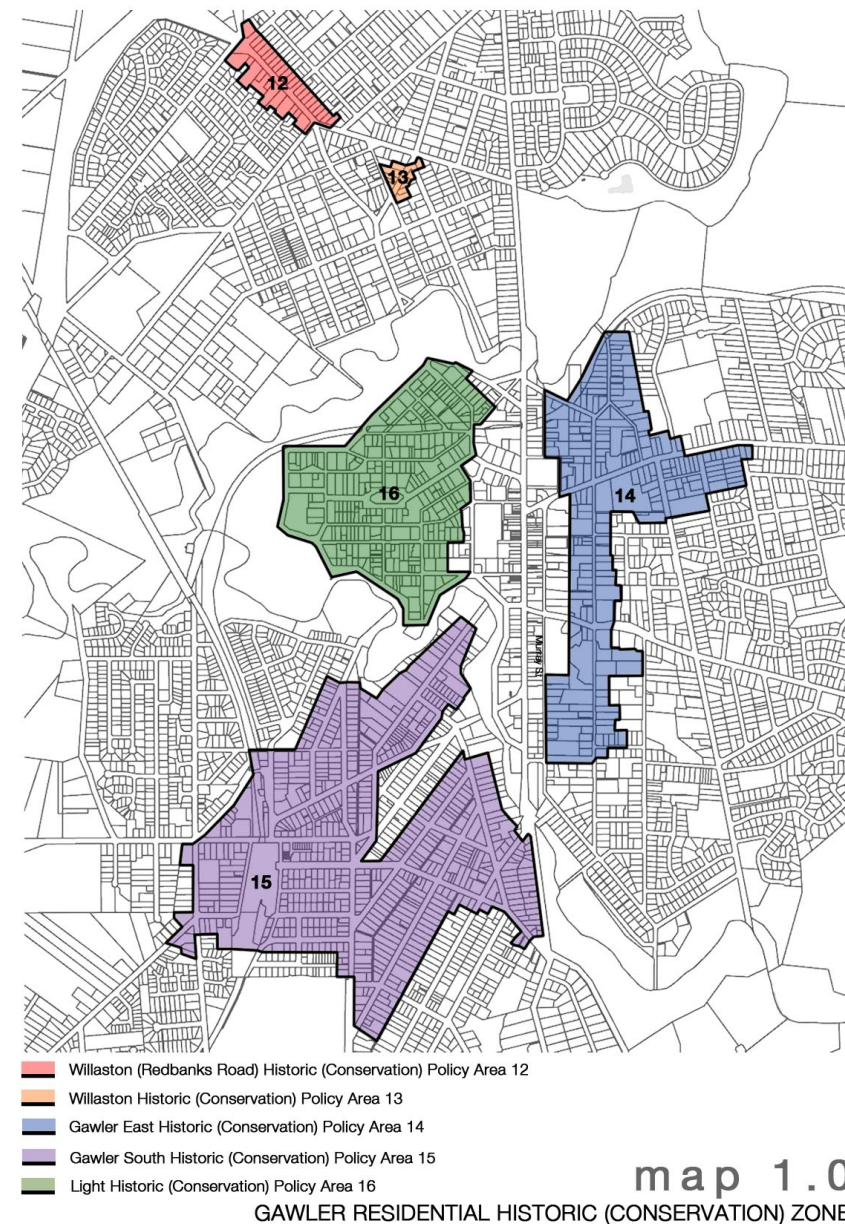 12
13
16
14
Murray St
15
Willaston (Redbanks Road) Historic (Conservation) Policy Area 12
Willaston Historic (Conservation) Policy Area 13
Gawler East Historic (Conservation) Policy Area 14
Gawler South Historic (Conservation) Policy Area 15
Light Historic (Conservation) Policy Area 16
map 1.0
GAWLER RESIDENTIAL HISTORIC (CONSERVATION) ZONE